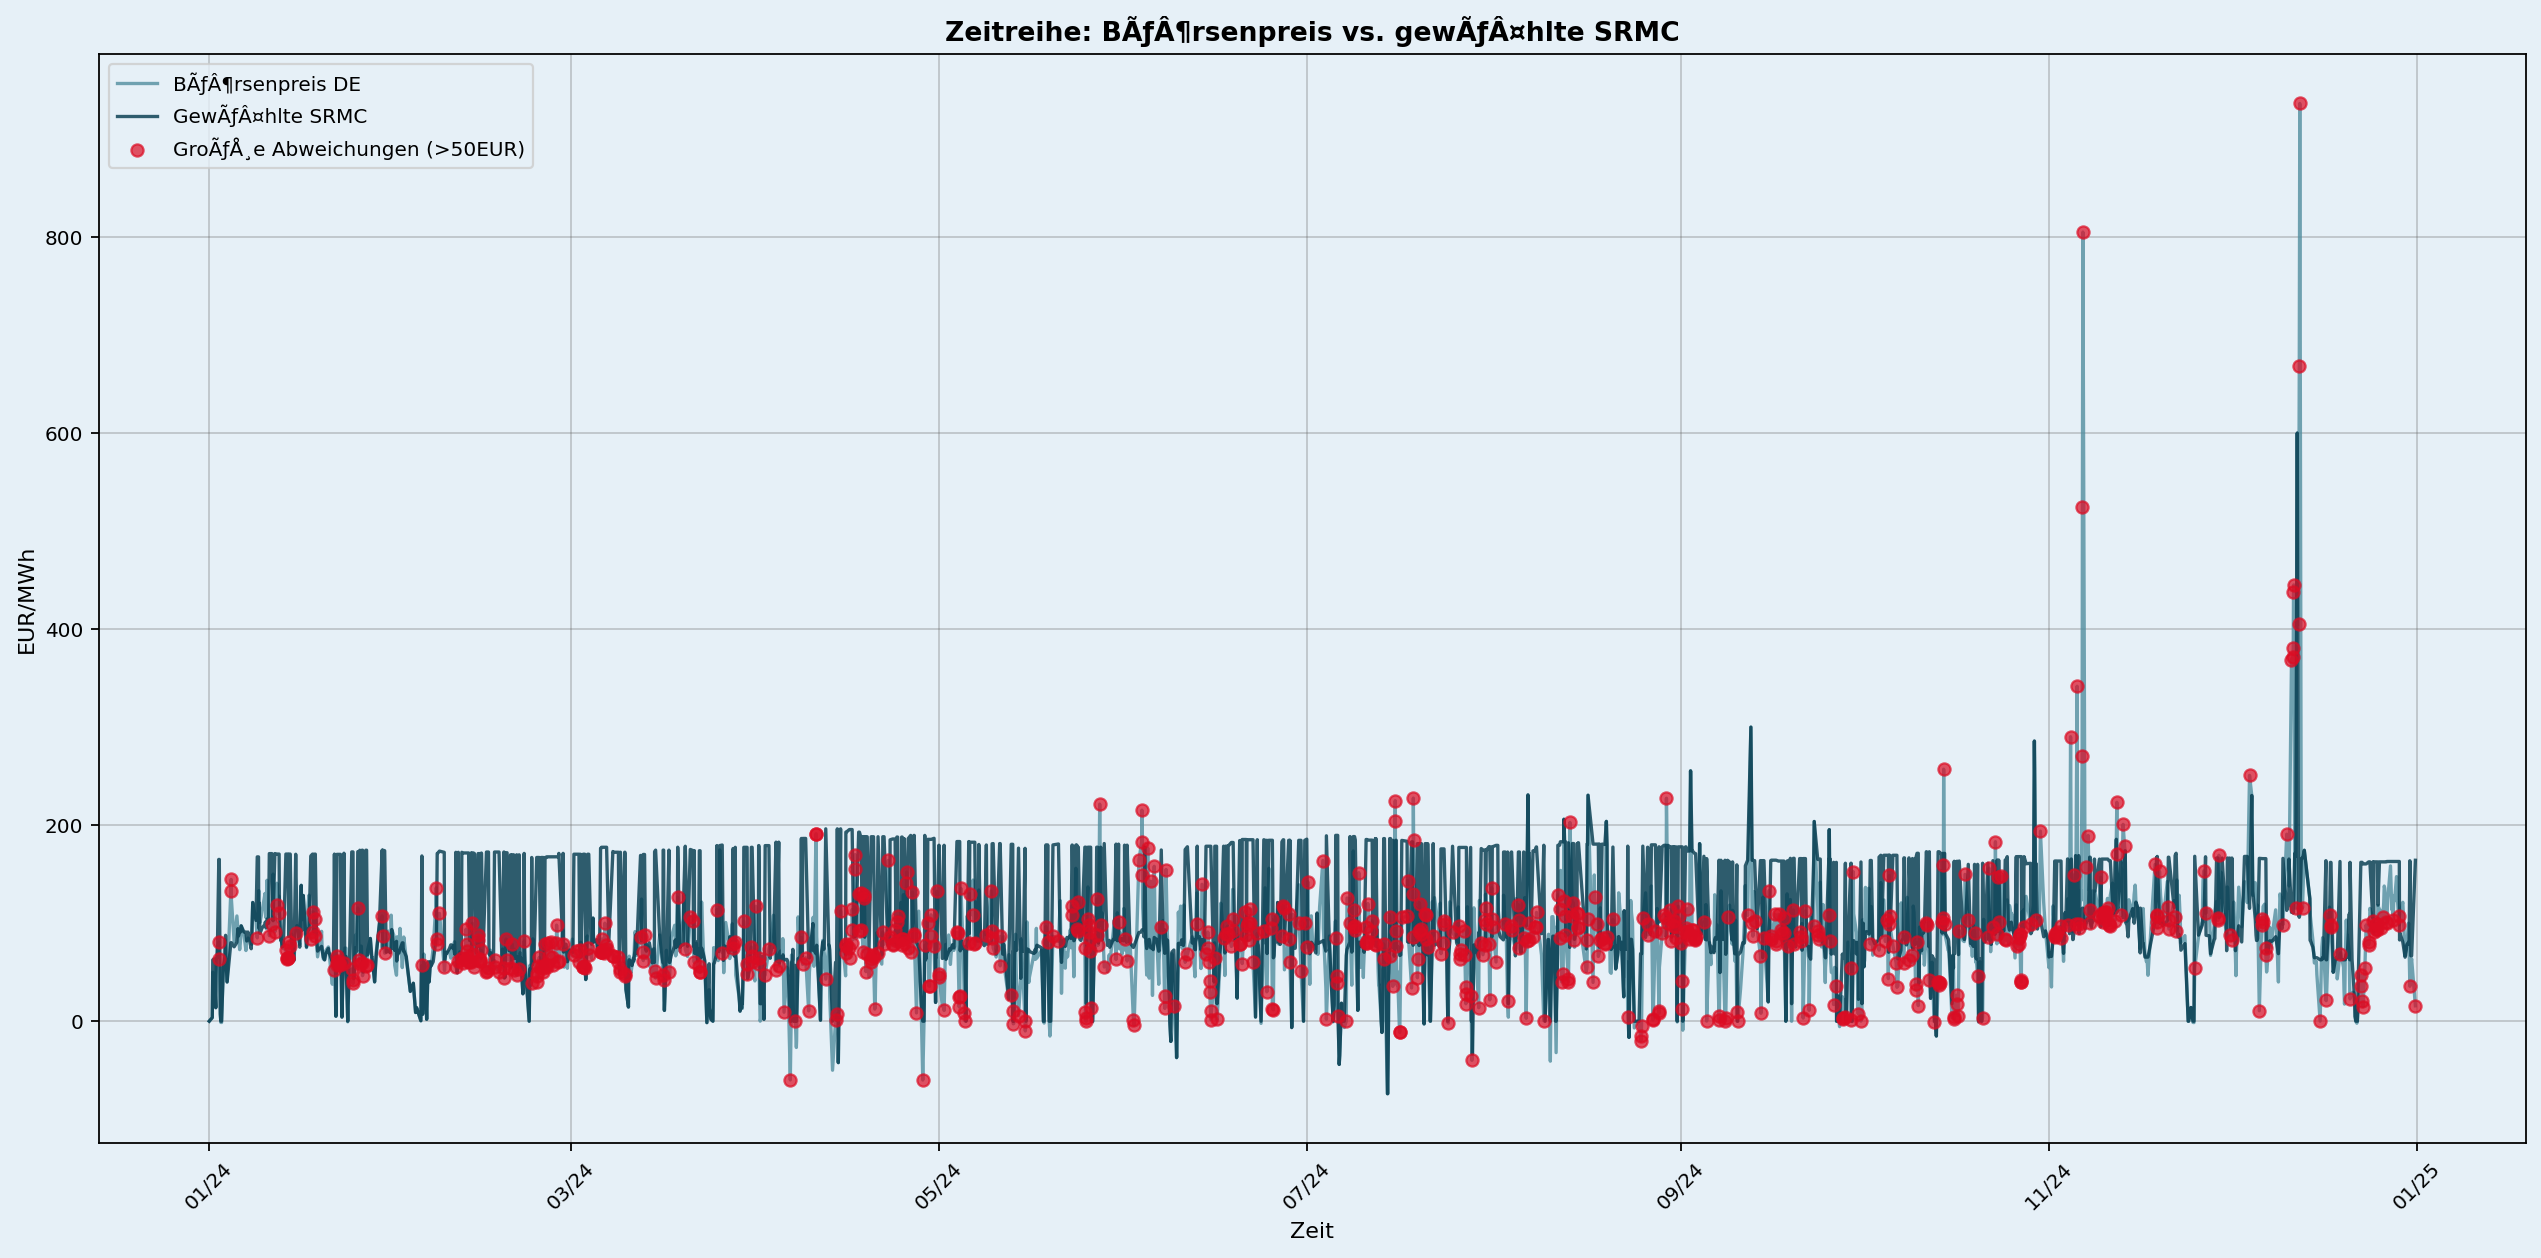 Zeitreihe: BÃƒÂ¶rsenpreis vs. gewÃƒÂ¤hlte SRMC
BÃƒÂ¶rsenpreis DE
GewÃƒÂ¤hlte SRMC
GroÃƒÅ¸e Abweichungen (>50EUR)
EUR/MWh
800
600
400
200
0
01/24
03/24
05/24
07/24
09/24
11/24
01/25
Zeit